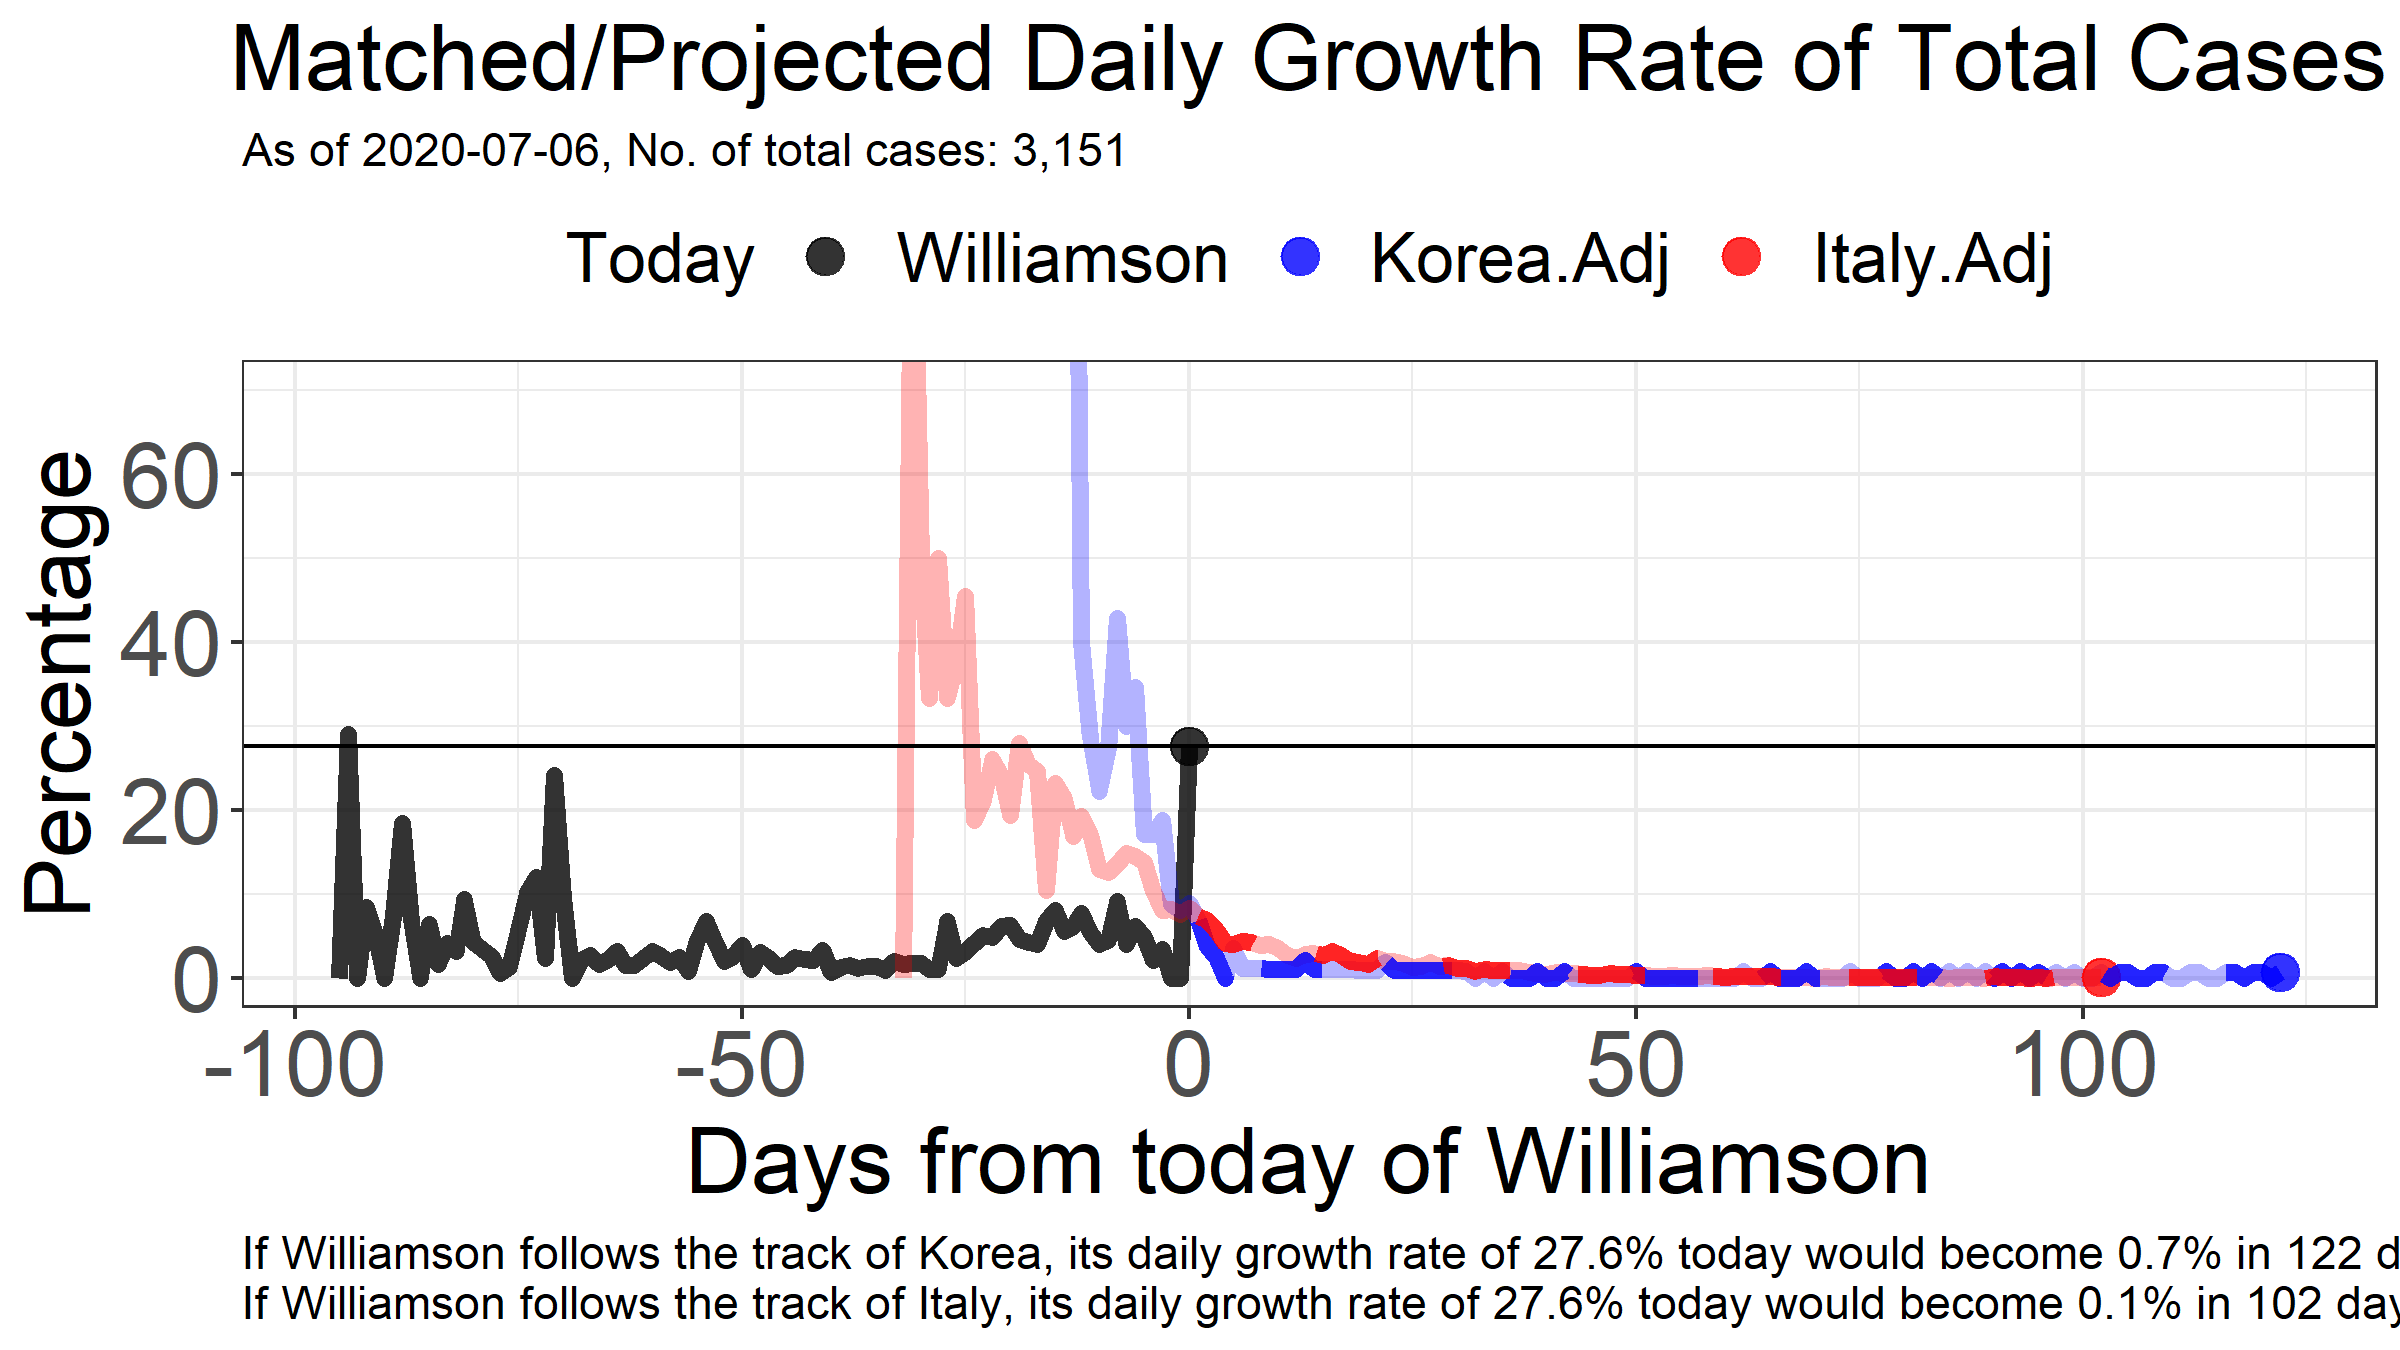 Matched/Projected Daily Growth Rate of Total Cases
As of 2020-07-06, No. of total cases: 3,151
Today Williamson Korea.Adj Italy.Adj
Percentage
60
40
20
0
-100 -50 0 50 100
Days from today of Williamson
If Williamson follows the track of Korea, its daily growth rate of 27.6% today would become 0.7% in 122 d
If Williamson follows the track of Italy, its daily growth rate of 27.6% today would become 0.1% in 102 day